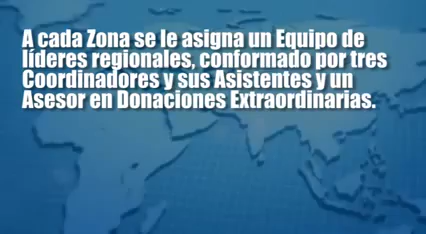 A cada Zona se le asigna un Equipo de
líderes regionales, conformado por tres
Coordinadores y sus Asistentes y un
Asesor en Donaciones Extraordinarias.